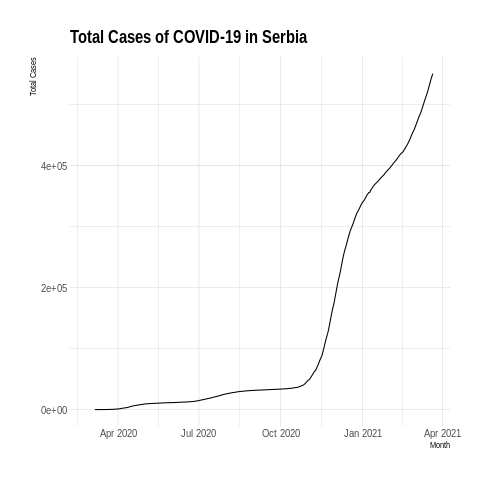 Total Cases of COVID-19 in Serbia
Total Cases
4e+05
2e+05
0e+00
Apr 2020 Jul 2020 Oct 2020 Jan 2021 Apr 2021
Month